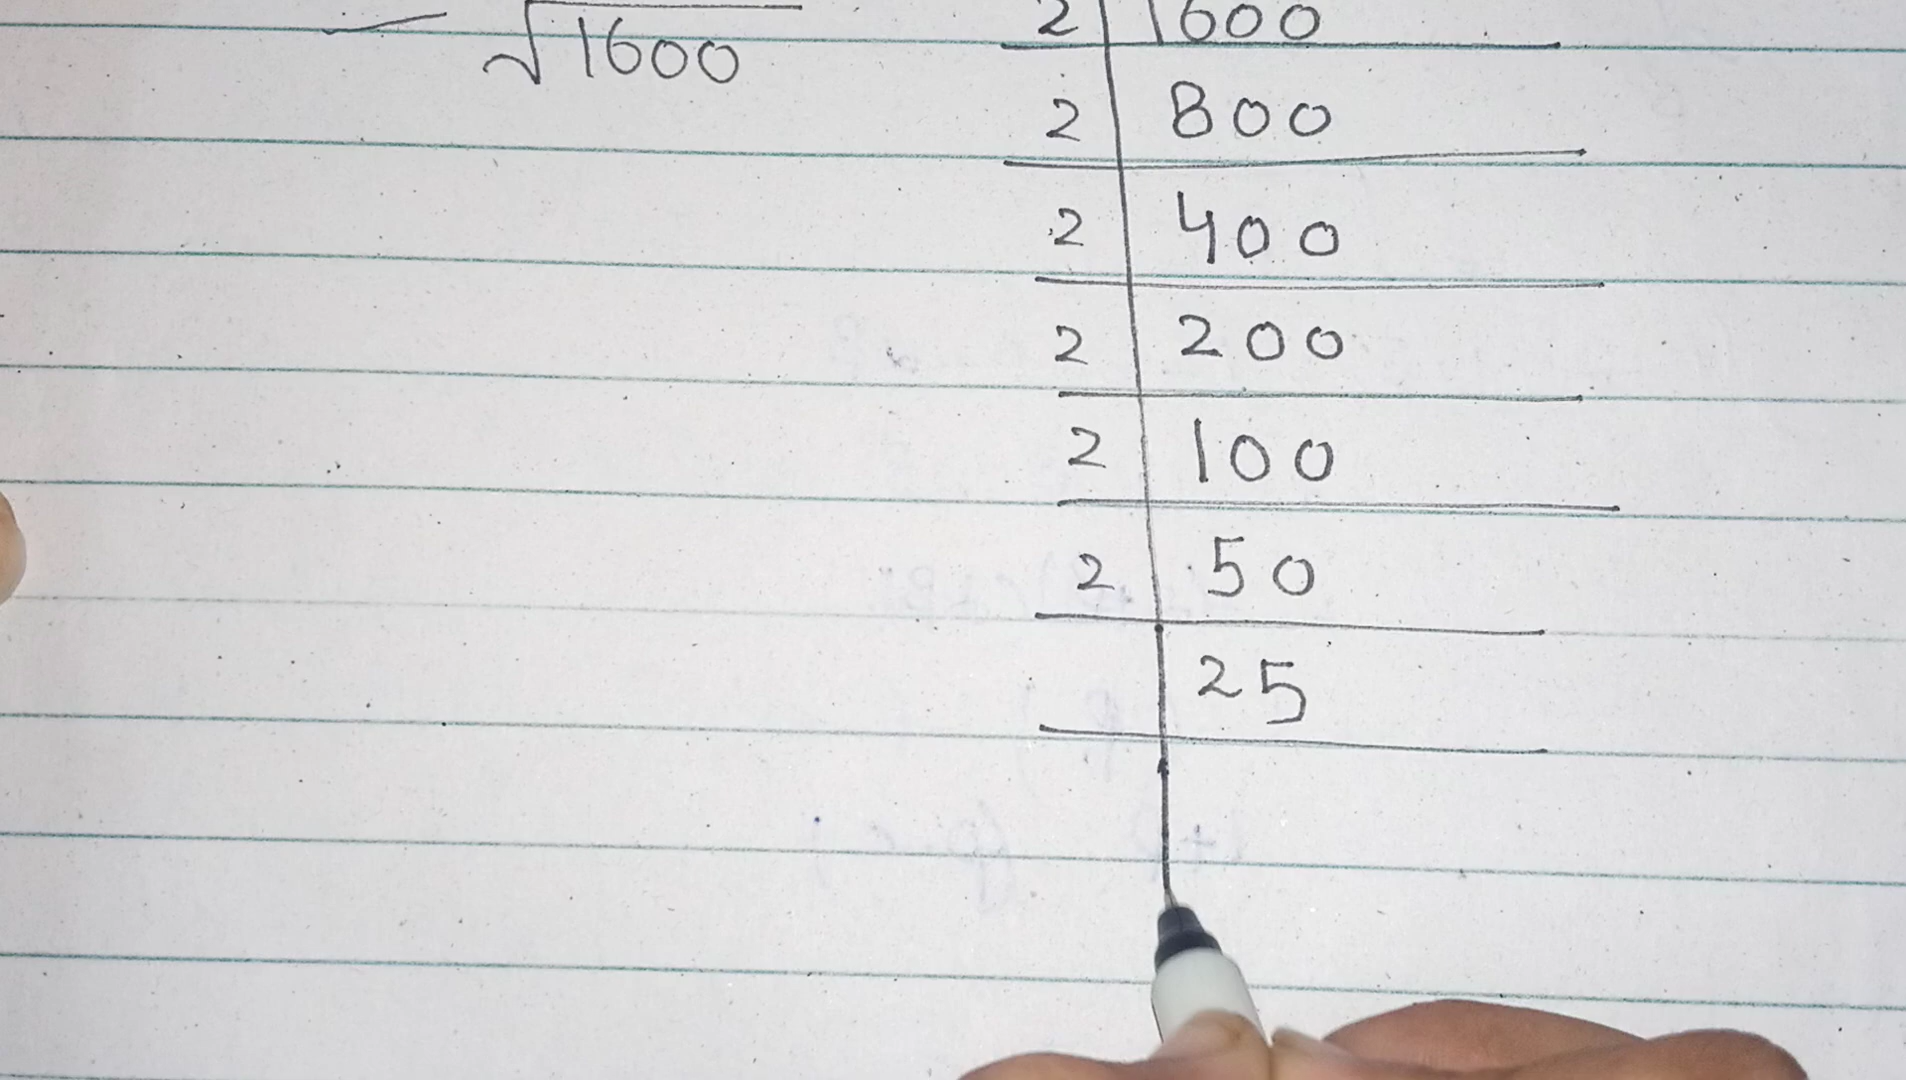 √1600
2 | 1600
2 | 800
2 | 400
2 | 200
2 | 100
2 | 50
25